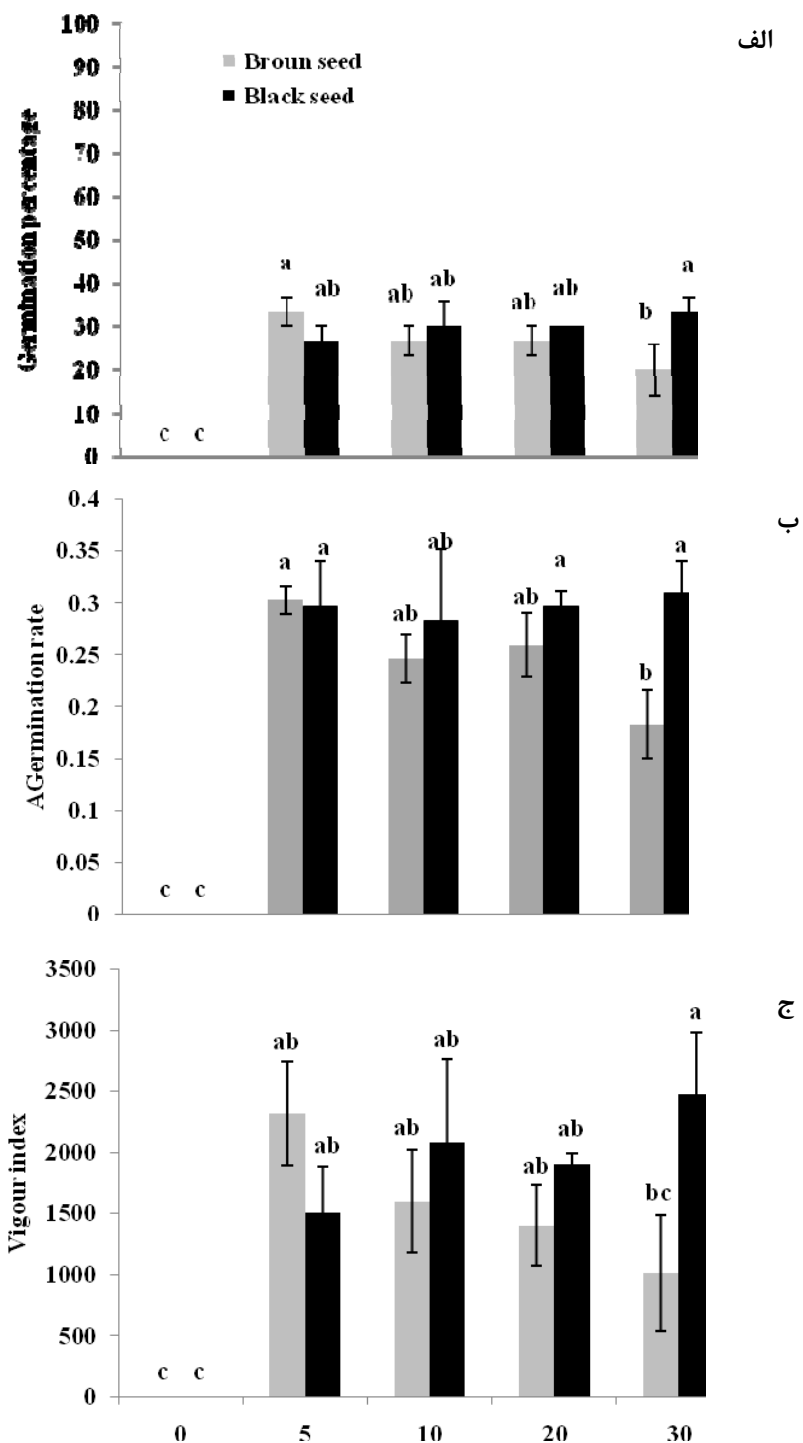 الف
100
90
80
70
60
50
40
30
20
10
0
Germination percentage
Broun seed
Black seed
a
ab
ab
ab
ab
ab
b
a
c c
ب
0.4
0.35
0.3
0.25
0.2
0.15
0.1
0.05
0
AGermination rate
a
a
ab
ab
ab
a
b
a
c c
ج
3500
3000
2500
2000
1500
1000
500
0
Vigour index
ab
ab
ab
ab
ab
ab
bc
a
c c
0 5 10 20 30